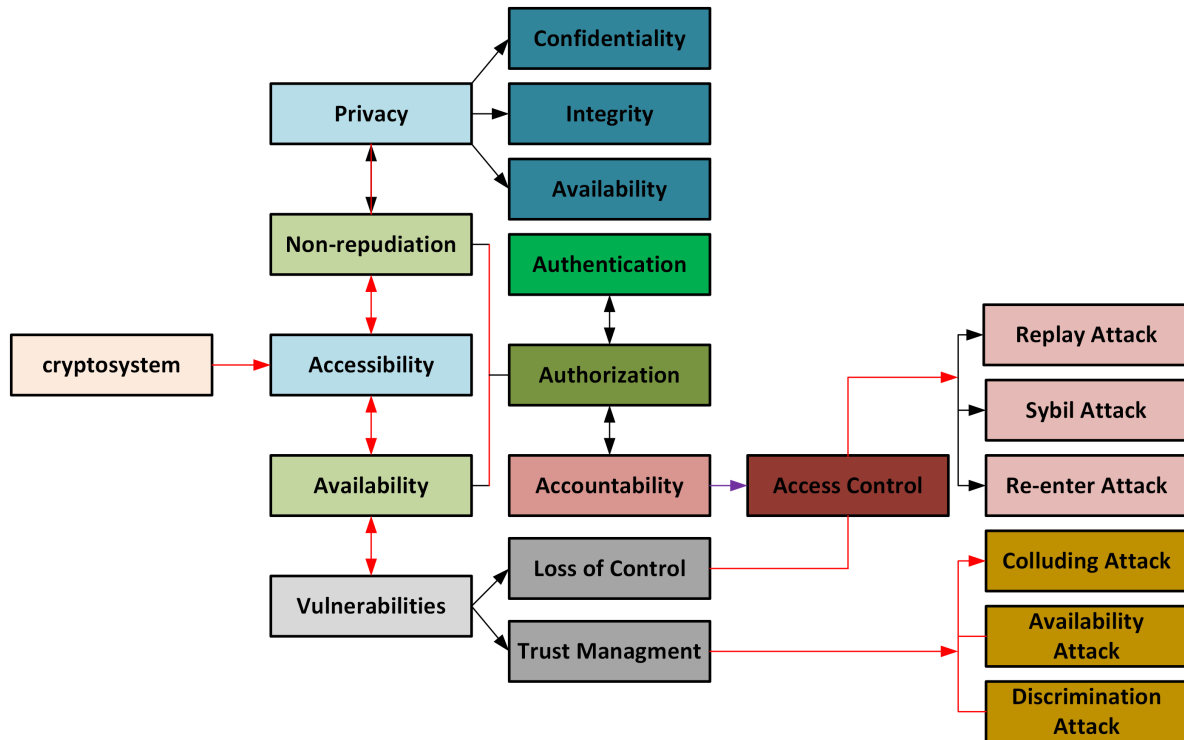 Confidentiality
Privacy
Integrity
Availability
Non-repudiation
Authentication
cryptosystem
Accessibility
Authorization
Replay Attack
Sybil Attack
Availability
Accountability
Access Control
Re-enter Attack
Loss of Control
Colluding Attack
Vulnerabilities
Trust Managment
Availability
Attack
Discrimination
Attack